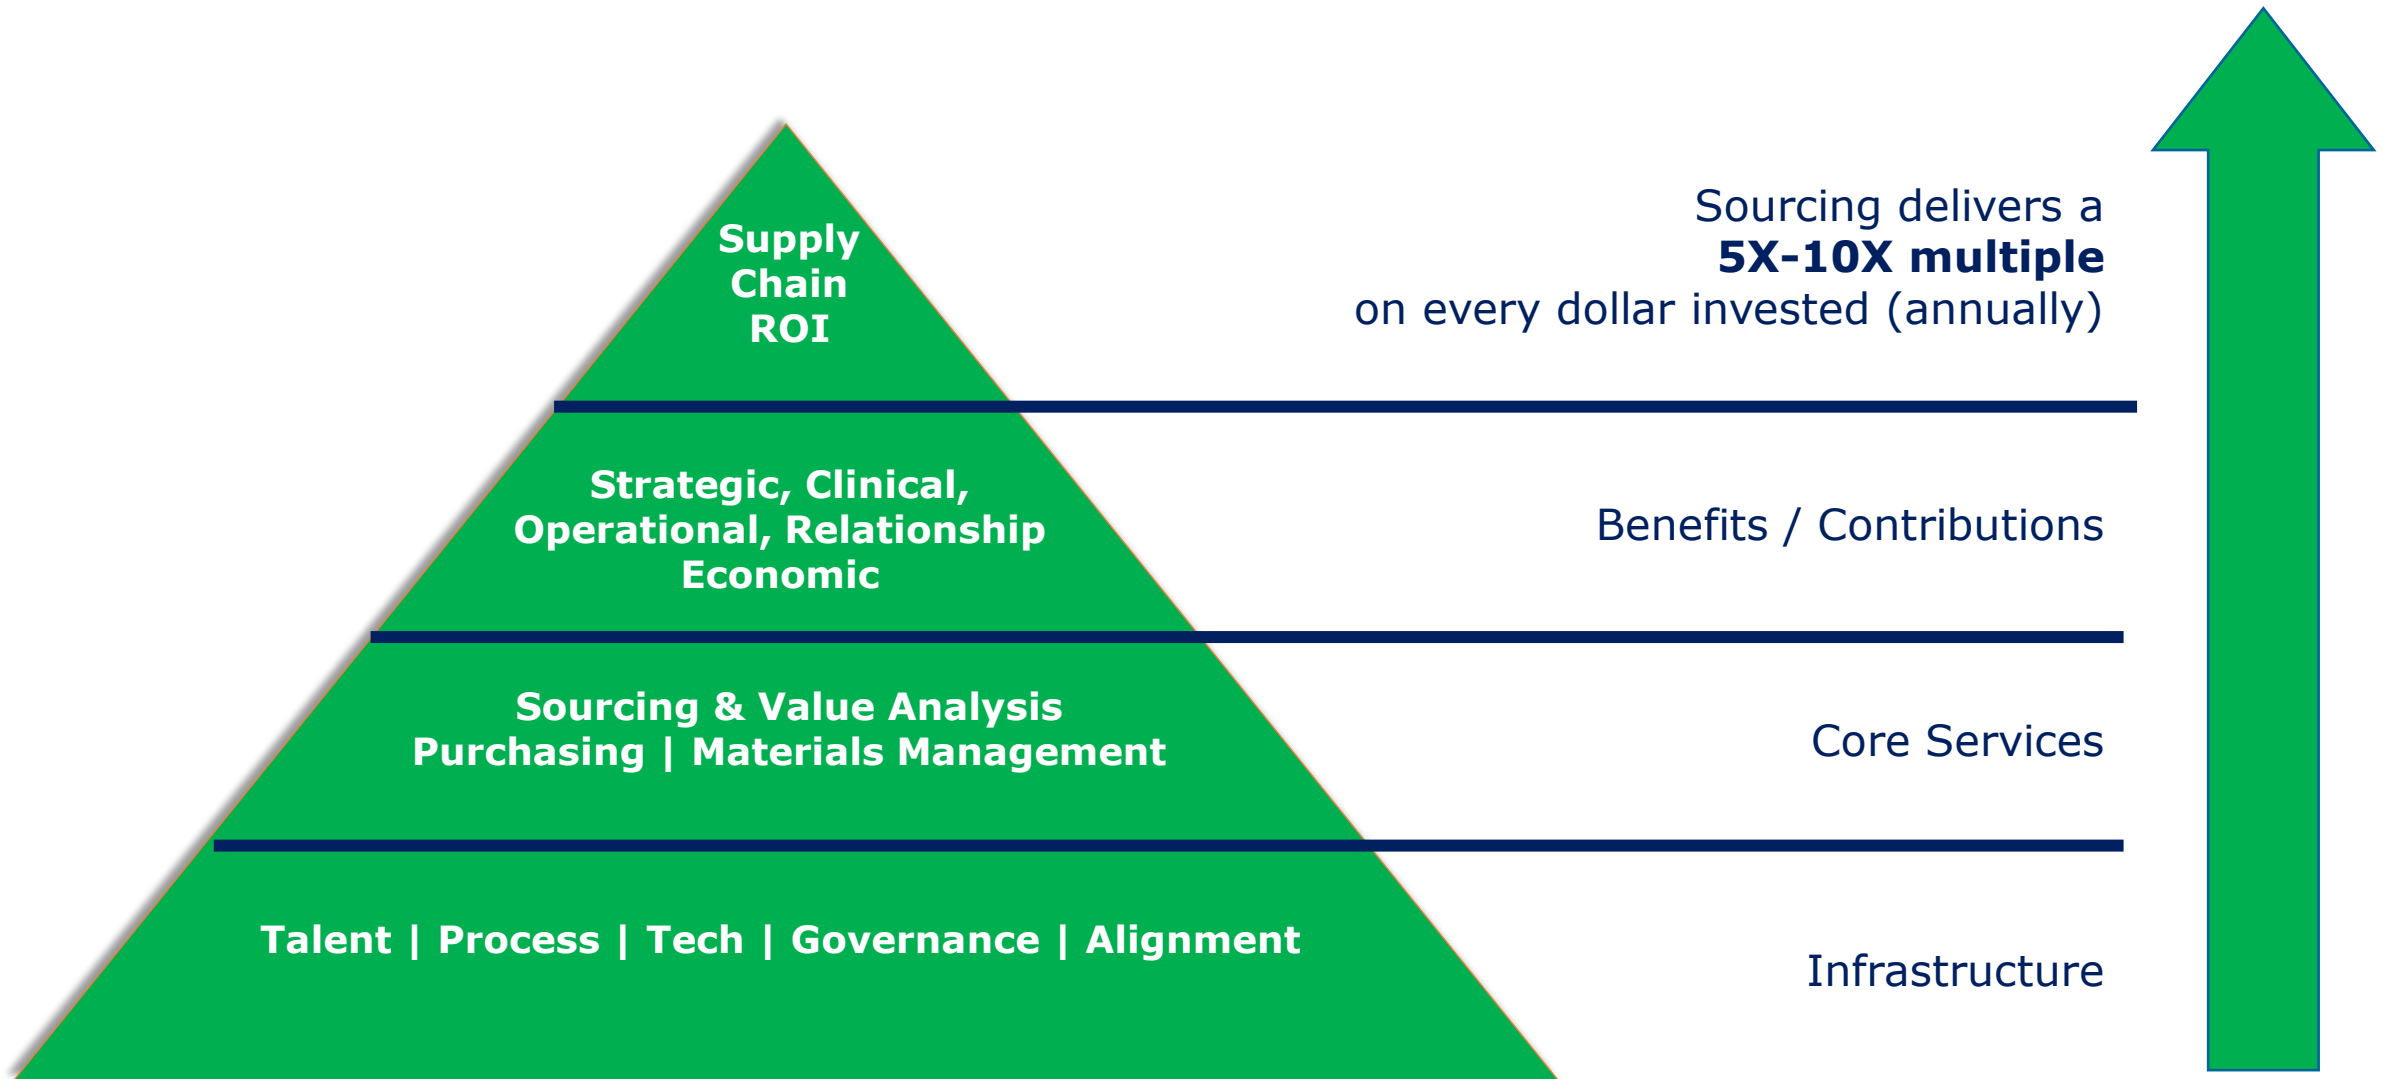 Supply
Chain
ROI
Sourcing delivers a
5X-10X multiple
on every dollar invested (annually)
Strategic, Clinical,
Operational, Relationship
Economic
Benefits / Contributions
Sourcing & Value Analysis
Purchasing | Materials Management
Core Services
Talent | Process | Tech | Governance | Alignment
Infrastructure